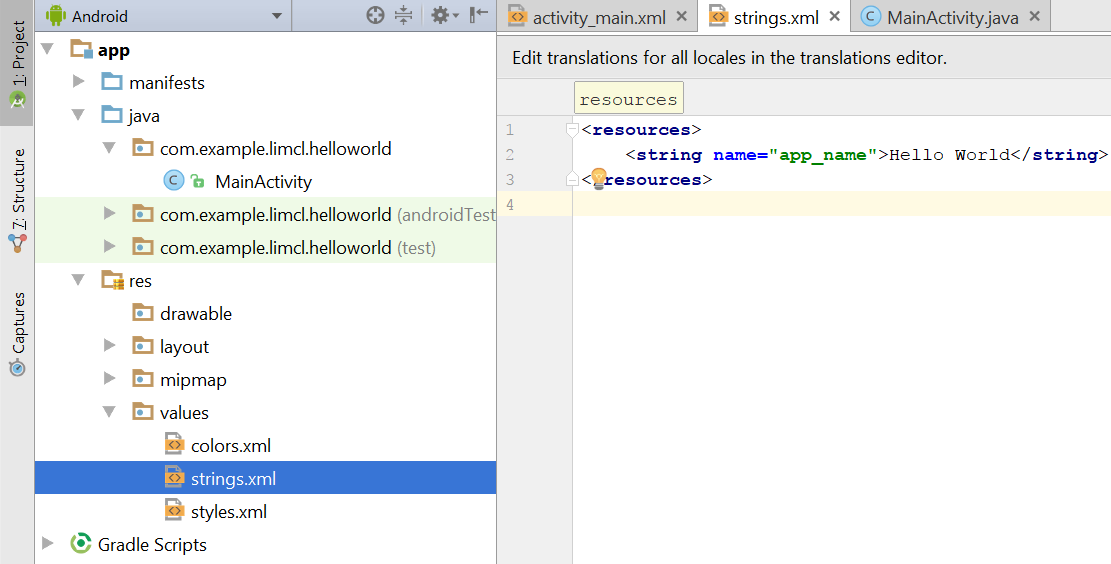 1: Project
7: Structure
Captures
Android
app
manifests
java
com.example.limcl.helloworld
MainActivity
com.example.limcl.helloworld (androidTest
com.example.limcl.helloworld (test)
res
drawable
layout
mipmap
values
colors.xml
strings.xml
styles.xml
Gradle Scripts
activity_main.xml
strings.xml
MainActivity.java
Edit translations for all locales in the translations editor.
resources
1 <resources>
2 <string name="app_name">Hello World</string>
3 <resources>
4